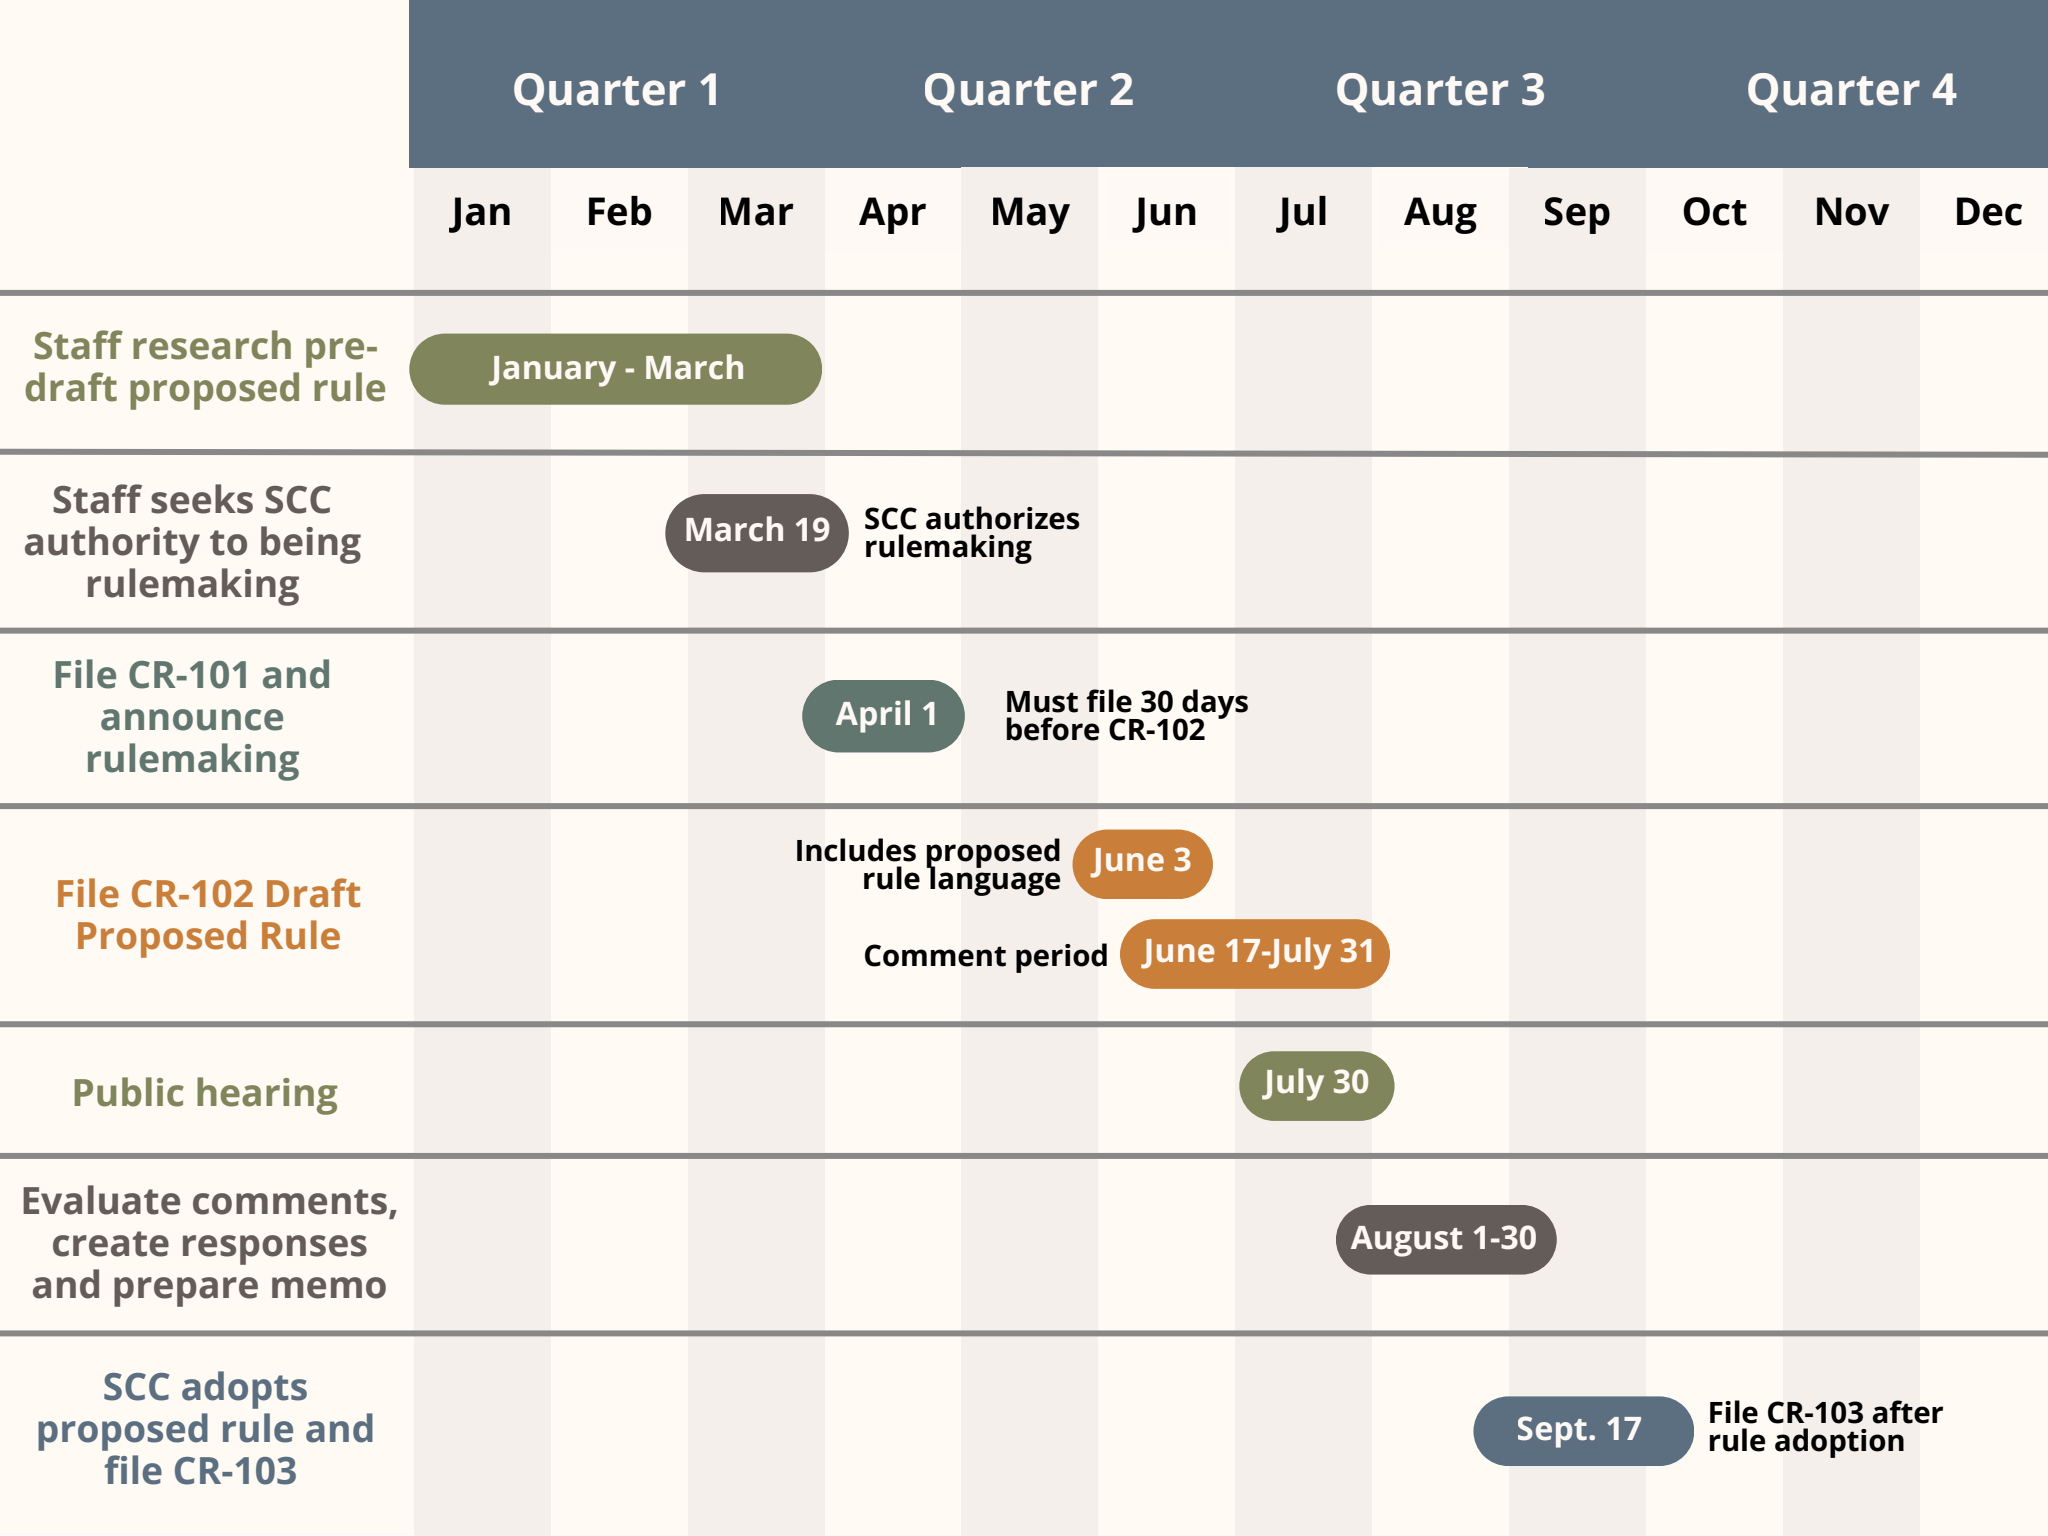 Quarter 1 Quarter 2 Quarter 3 Quarter 4
Jan Feb Mar Apr May Jun Jul Aug Sep Oct Nov Dec
Staff research pre-
draft proposed rule
January - March
Staff seeks SCC
authority to being
rulemaking
March 19
SCC authorizes
rulemaking
File CR-101 and
announce
rulemaking
April 1
Must file 30 days
before CR-102
File CR-102 Draft
Proposed Rule
Includes proposed
rule language
June 3
Comment period
June 17-July 31
Public hearing
July 30
Evaluate comments,
create responses
and prepare memo
August 1-30
SCC adopts
proposed rule and
file CR-103
Sept. 17
File CR-103 after
rule adoption